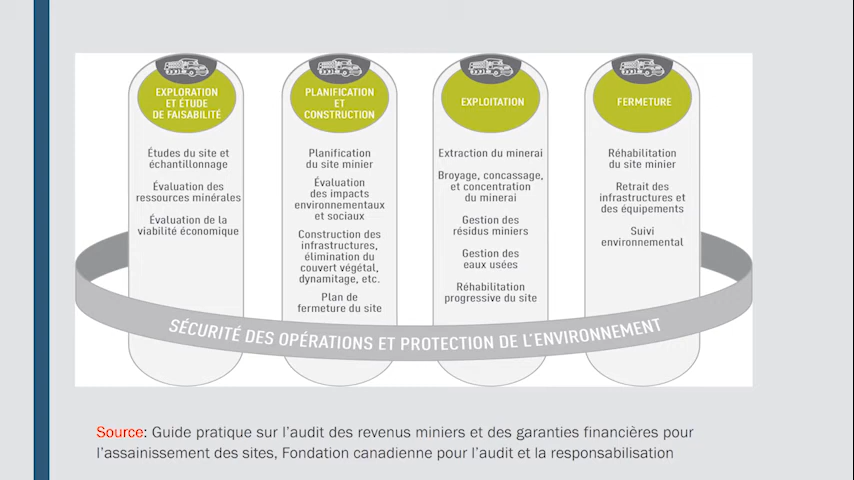 EXPLORATION
ET ÉTUDE
DE FAISABILITÉ
Études du site et
échantillonnage
Évaluation des
ressources minérales
Évaluation de la
viabilité économique
PLANIFICATION
ET
CONSTRUCTION
Planification
du site minier
Évaluation
des impacts
environnementaux
et sociaux
Construction des
infrastructures,
élimination du
couvert végétal,
dynamitage, etc.
Plan de
fermeture du site
EXPLOITATION
Extraction du minerai
Broyage, concassage,
et concentration
du minerai
Gestion des
résidus miniers
Gestion des
eaux usées
Réhabilitation
progressive du site
FERMETURE
Réhabilitation
du site minier
Retrait des
infrastructures et
des équipements
Suivi
environnemental
SÉCURITÉ DES OPÉRATIONS ET PROTECTION DE L'ENVIRONNEMENT
Source: Guide pratique sur l'audit des revenus miniers et des garanties financières pour
l'assainissement des sites, Fondation canadienne pour l'audit et la responsabilisation